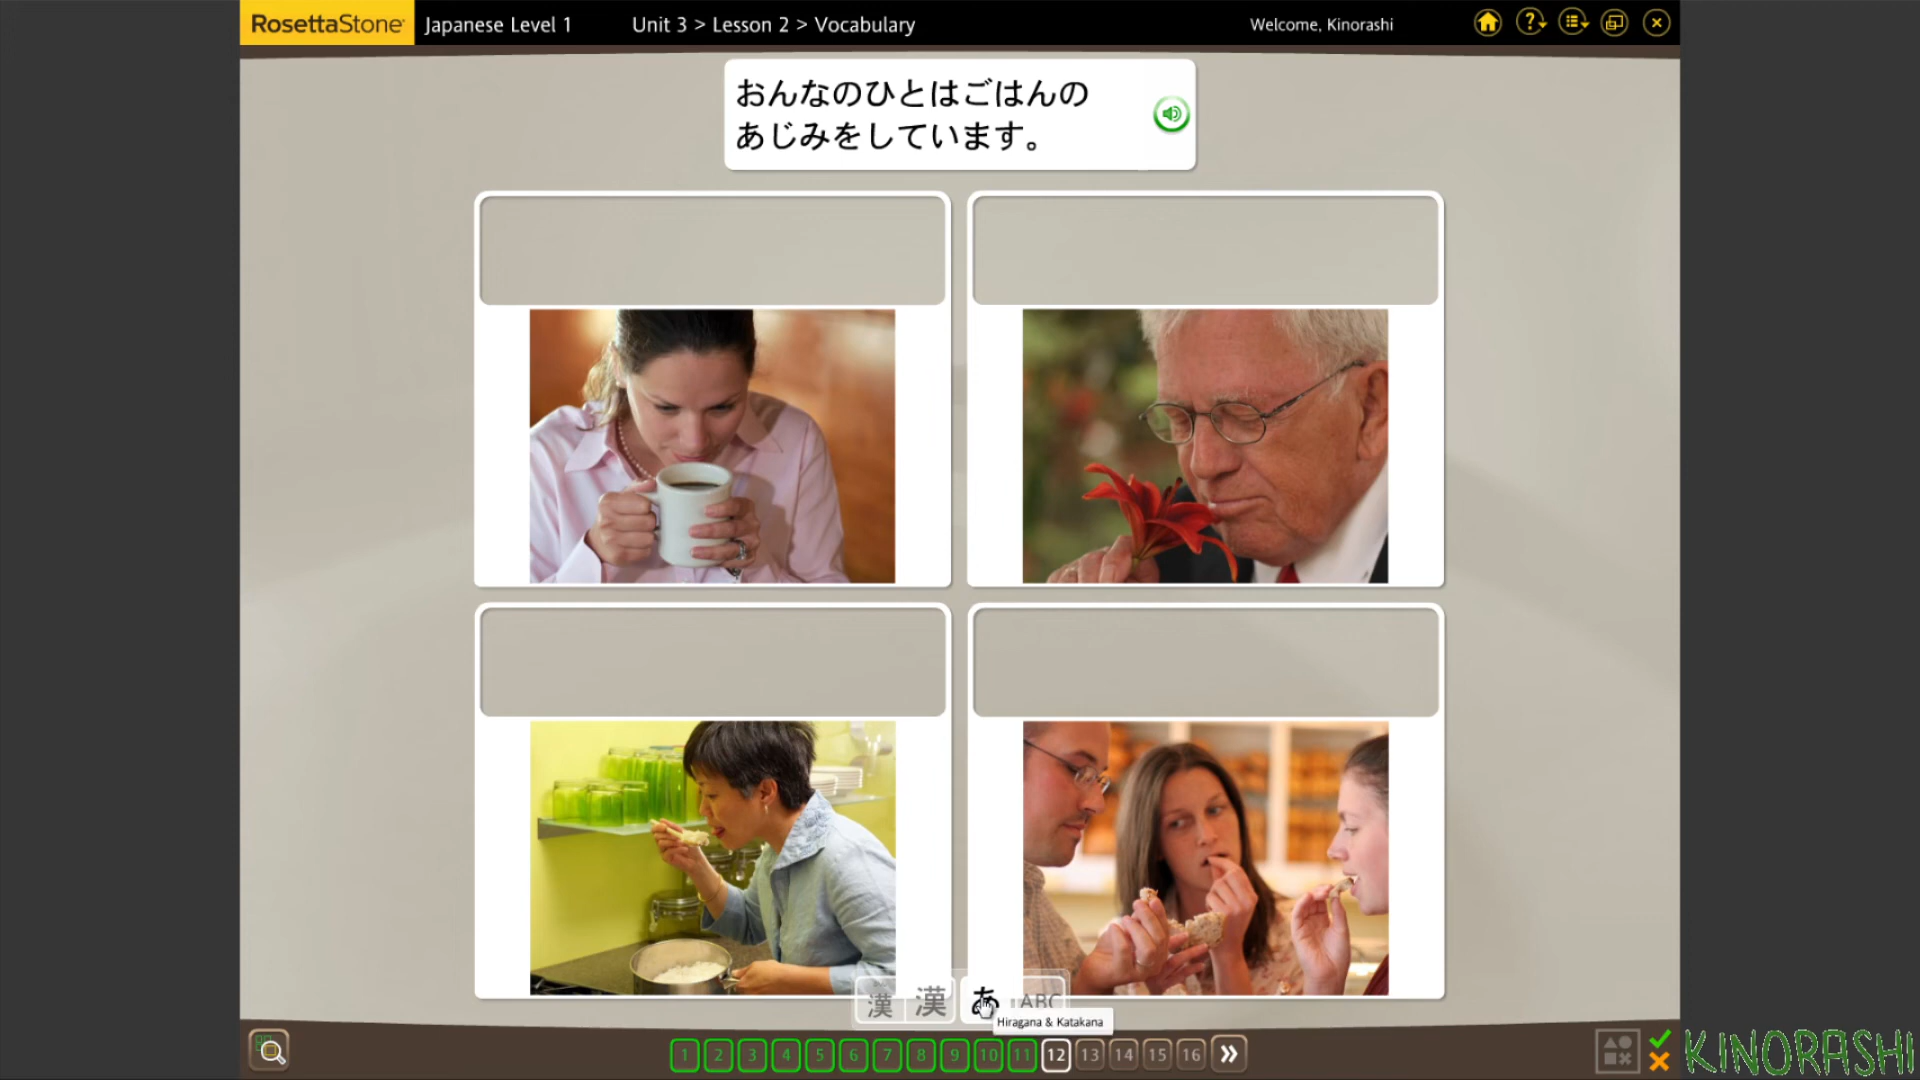 RosettaStone
Japanese Level 1
Unit 3 > Lesson 2 > Vocabulary
Welcome, Kinorashi
おんなのひとはごはんの
あじみをしています。
漢 漢 あ ABC
Hiragana & Katakana
1 2 3 4 5 6 7 8 9 10 11 12 13 14 15 16
KINORASHI